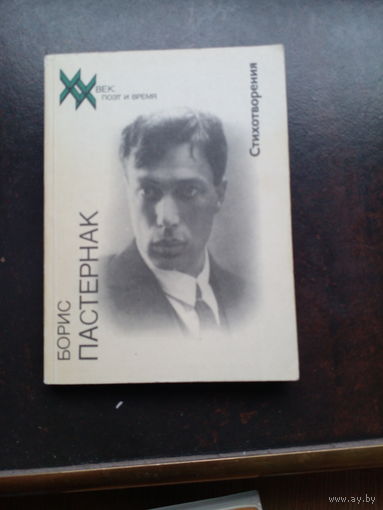 XX
ВЕК:
ПОЭТ И ВРЕМЯ
Стихотворения
БОРИС
ПАСТЕРНАК
www.ay.by